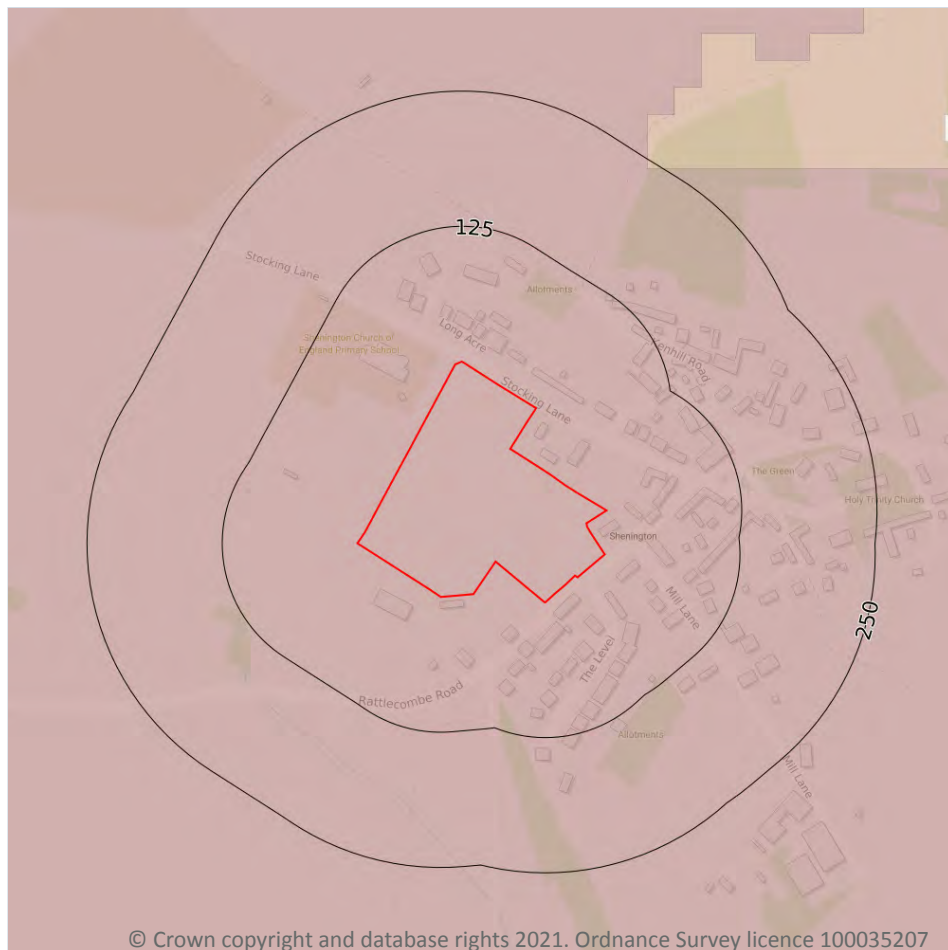 125
Stocking Lane
Allotments
Shenington Church of
England Primary School
Long Acre
Kenhill Road
Stocking Lane
The Green
Holy Trinity Church
Shenington
Mill Lane
250
The Level
Rattlecombe Road
Allotments
Mill Lane
© Crown copyright and database rights 2021. Ordnance Survey licence 100035207